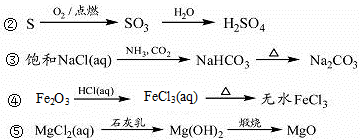 ② S —O₂/点燃→ SO₃ —H₂O→ H₂SO₄
③ 饱和NaCl(aq) —NH₃, CO₂→ NaHCO₃ —△→ Na₂CO₃
④ Fe₂O₃ —HCl(aq)→ FeCl₃(aq) —△→ 无水FeCl₃
⑤ MgCl₂(aq) —石灰乳→ Mg(OH)₂ —煅烧→ MgO